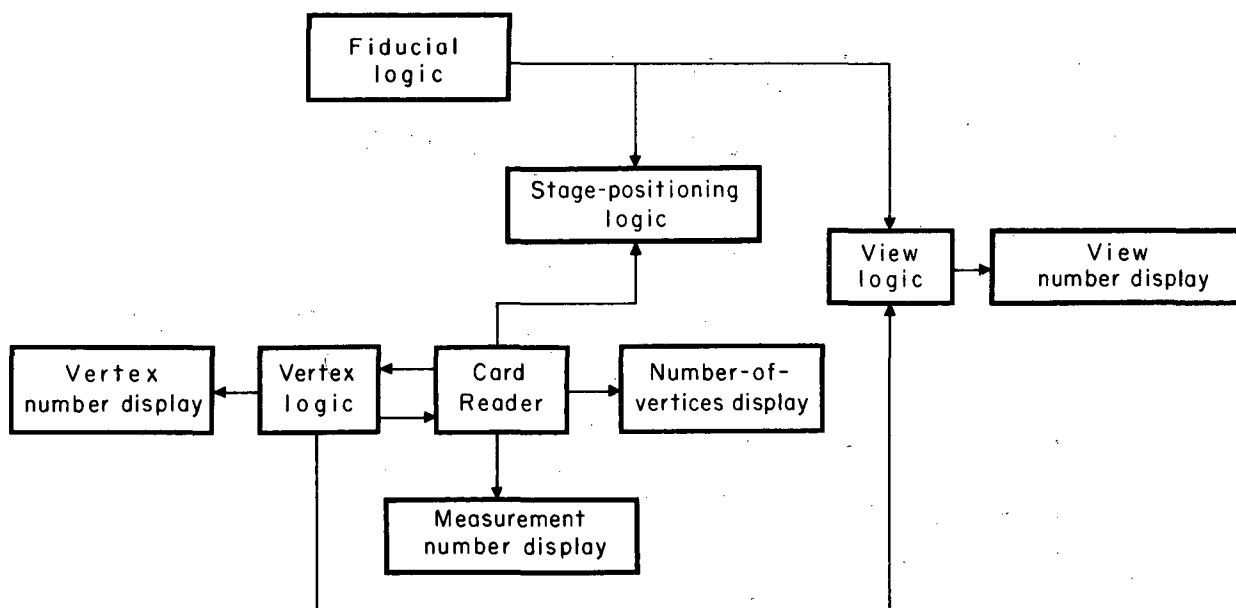 Fiducial
logic
Stage-positioning
logic
View
logic
View
number display
Vertex
number display
Vertex
logic
Card
Reader
Number-of-
vertices display
Measurement
number display